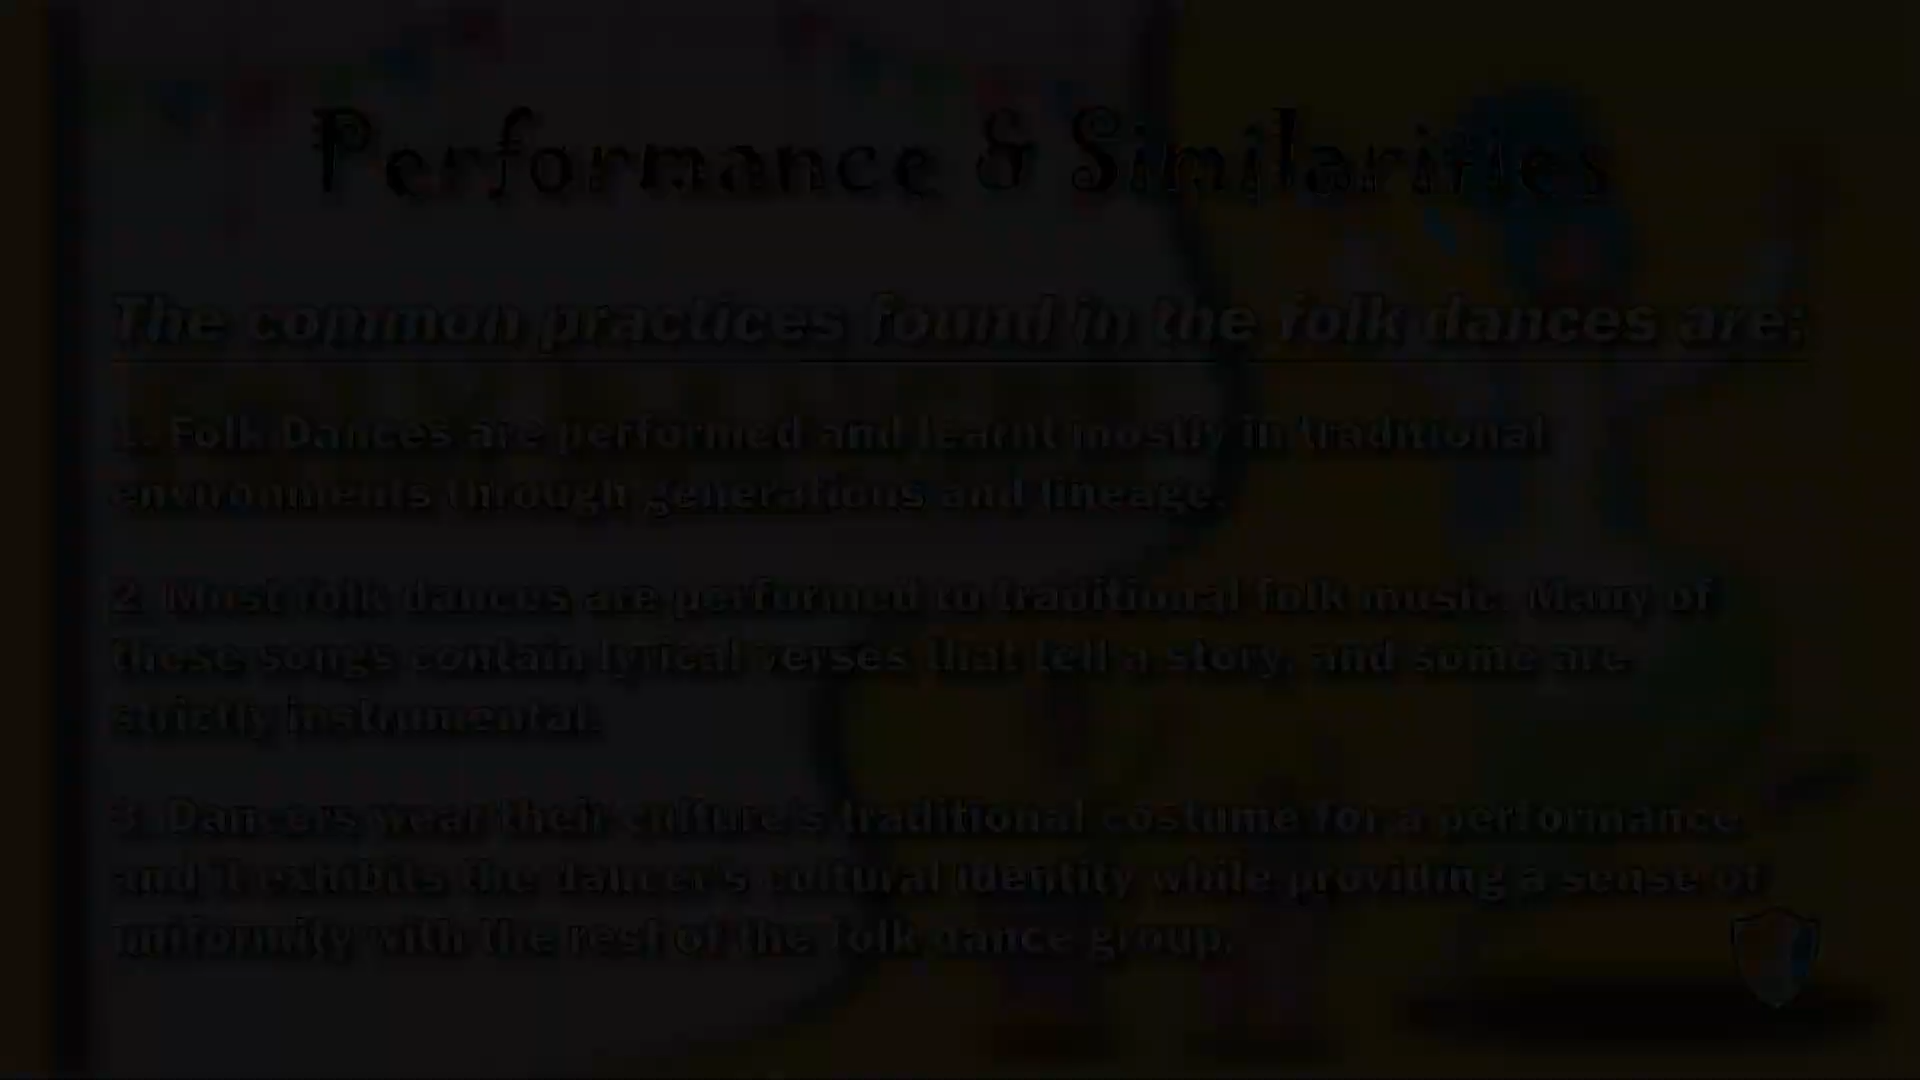 Performance & Similarities
The common practices found in the folk dances are:
1. Folk Dances are performed and learnt mostly in traditional
environments through generations and lineage.
2. Most folk dances are performed to traditional folk music. Many of
these songs contain lyrical verses that tell a story, and some are
strictly instrumental.
3. Dancers wear their culture's traditional costume for a performance
and exhibits the dancer's cultural identity while providing a sense of
uniformity with the rest of the folk dance group.